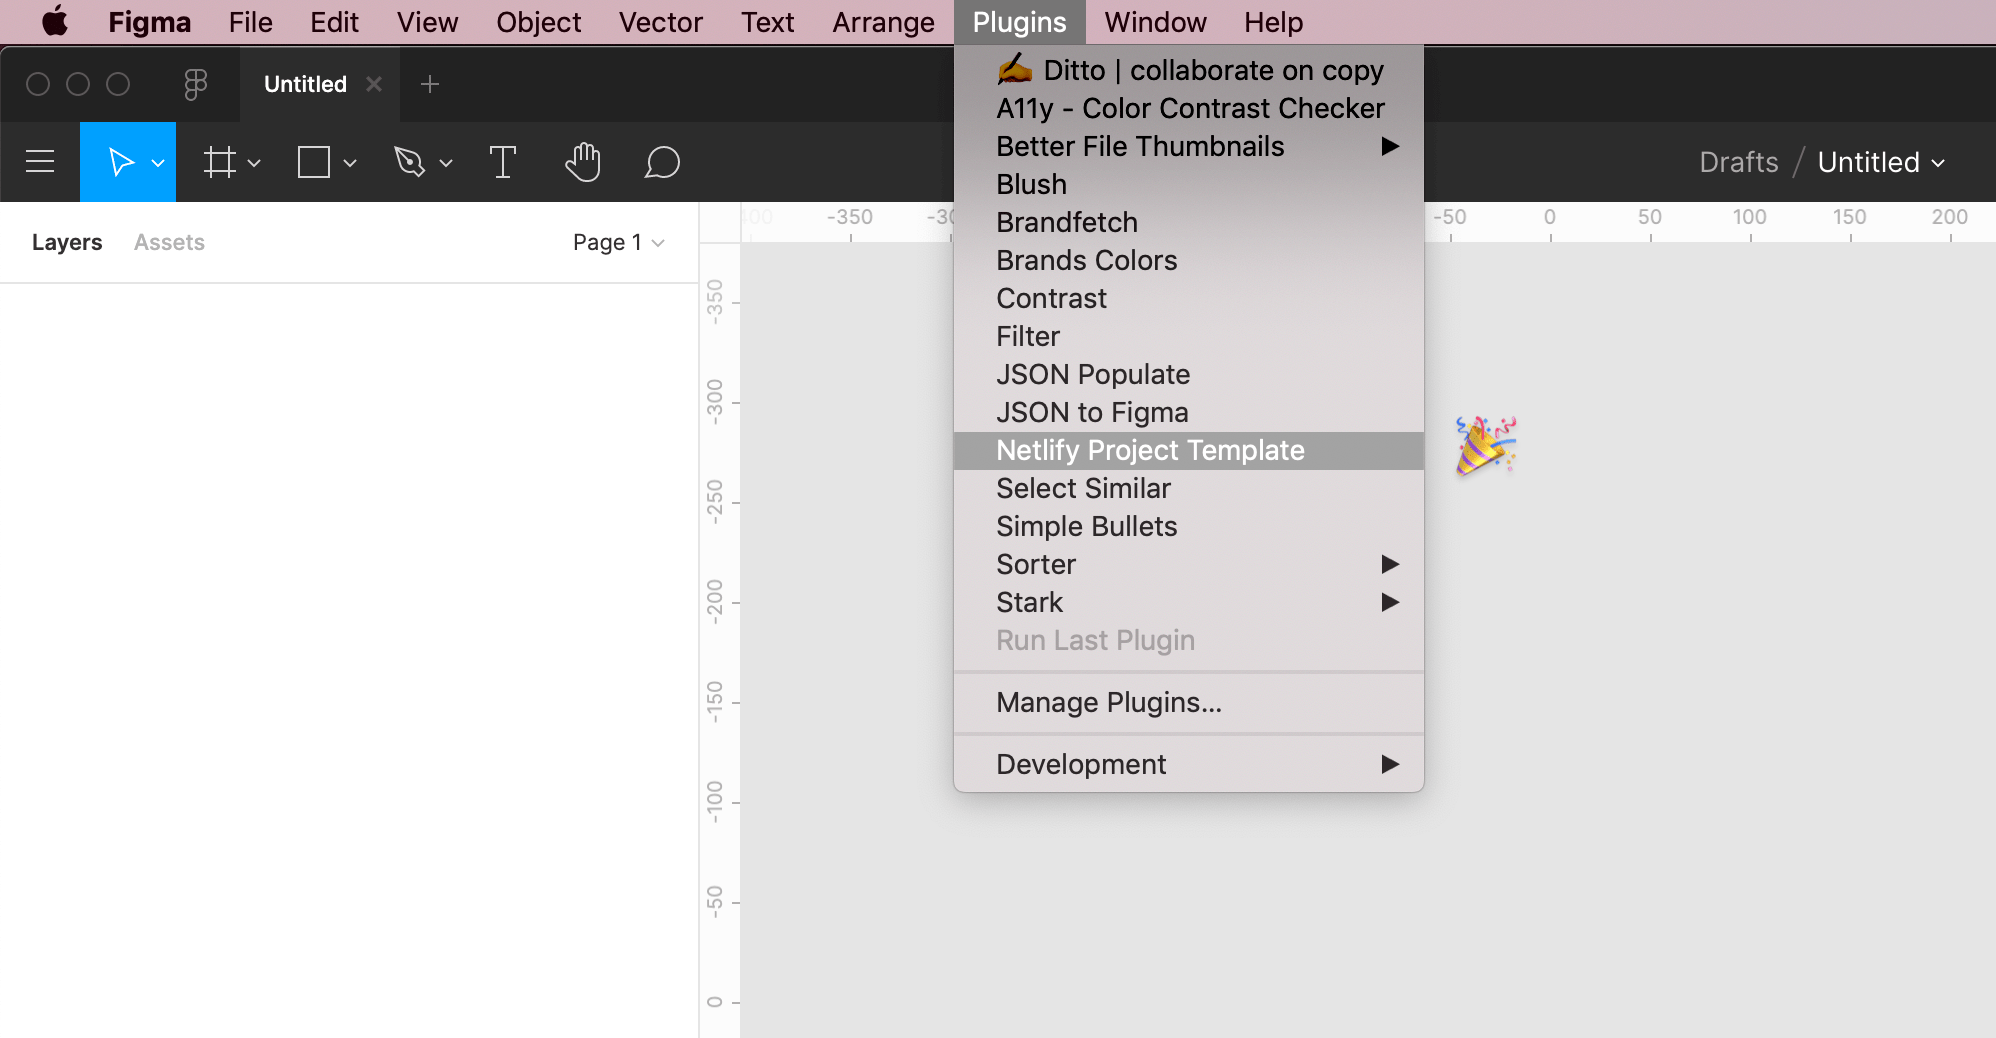 Figma File Edit View Object Vector Text Arrange Plugins Window Help
Untitled
Drafts / Untitled
Layers Assets Page 1
✍️ Ditto | collaborate on copy
A11y - Color Contrast Checker
Better File Thumbnails
Blush
Brandfetch
Brands Colors
Contrast
Filter
JSON Populate
JSON to Figma
Netlify Project Template
Select Similar
Simple Bullets
Sorter
Stark
Run Last Plugin
Manage Plugins...
Development
-350 -50 0 50 100 150 200
-350
-300
-250
-200
-150
-100
-50
0